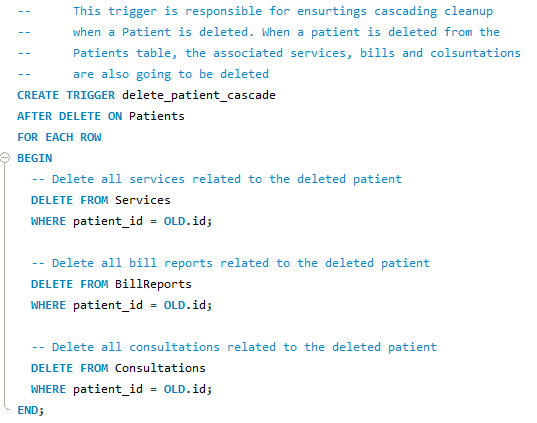 --      This trigger is responsible for ensurtings cascading cleanup
--      when a Patient is deleted. When a patient is deleted from the
--      Patients table, the associated services, bills and colsuntations
--      are also going to be deleted
CREATE TRIGGER delete_patient_cascade
AFTER DELETE ON Patients
FOR EACH ROW
BEGIN
  -- Delete all services related to the deleted patient
  DELETE FROM Services
  WHERE patient_id = OLD.id;

  -- Delete all bill reports related to the deleted patient
  DELETE FROM BillReports
  WHERE patient_id = OLD.id;

  -- Delete all consultations related to the deleted patient
  DELETE FROM Consultations
  WHERE patient_id = OLD.id;
END;